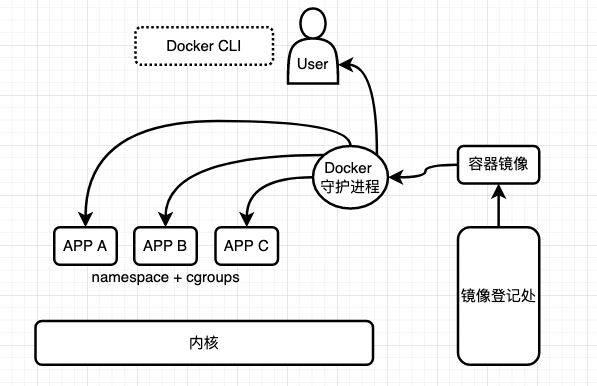 Docker CLI
User
Docker
守护进程
容器镜像
APP A
APP B
APP C
namespace + cgroups
镜像登记处
内核